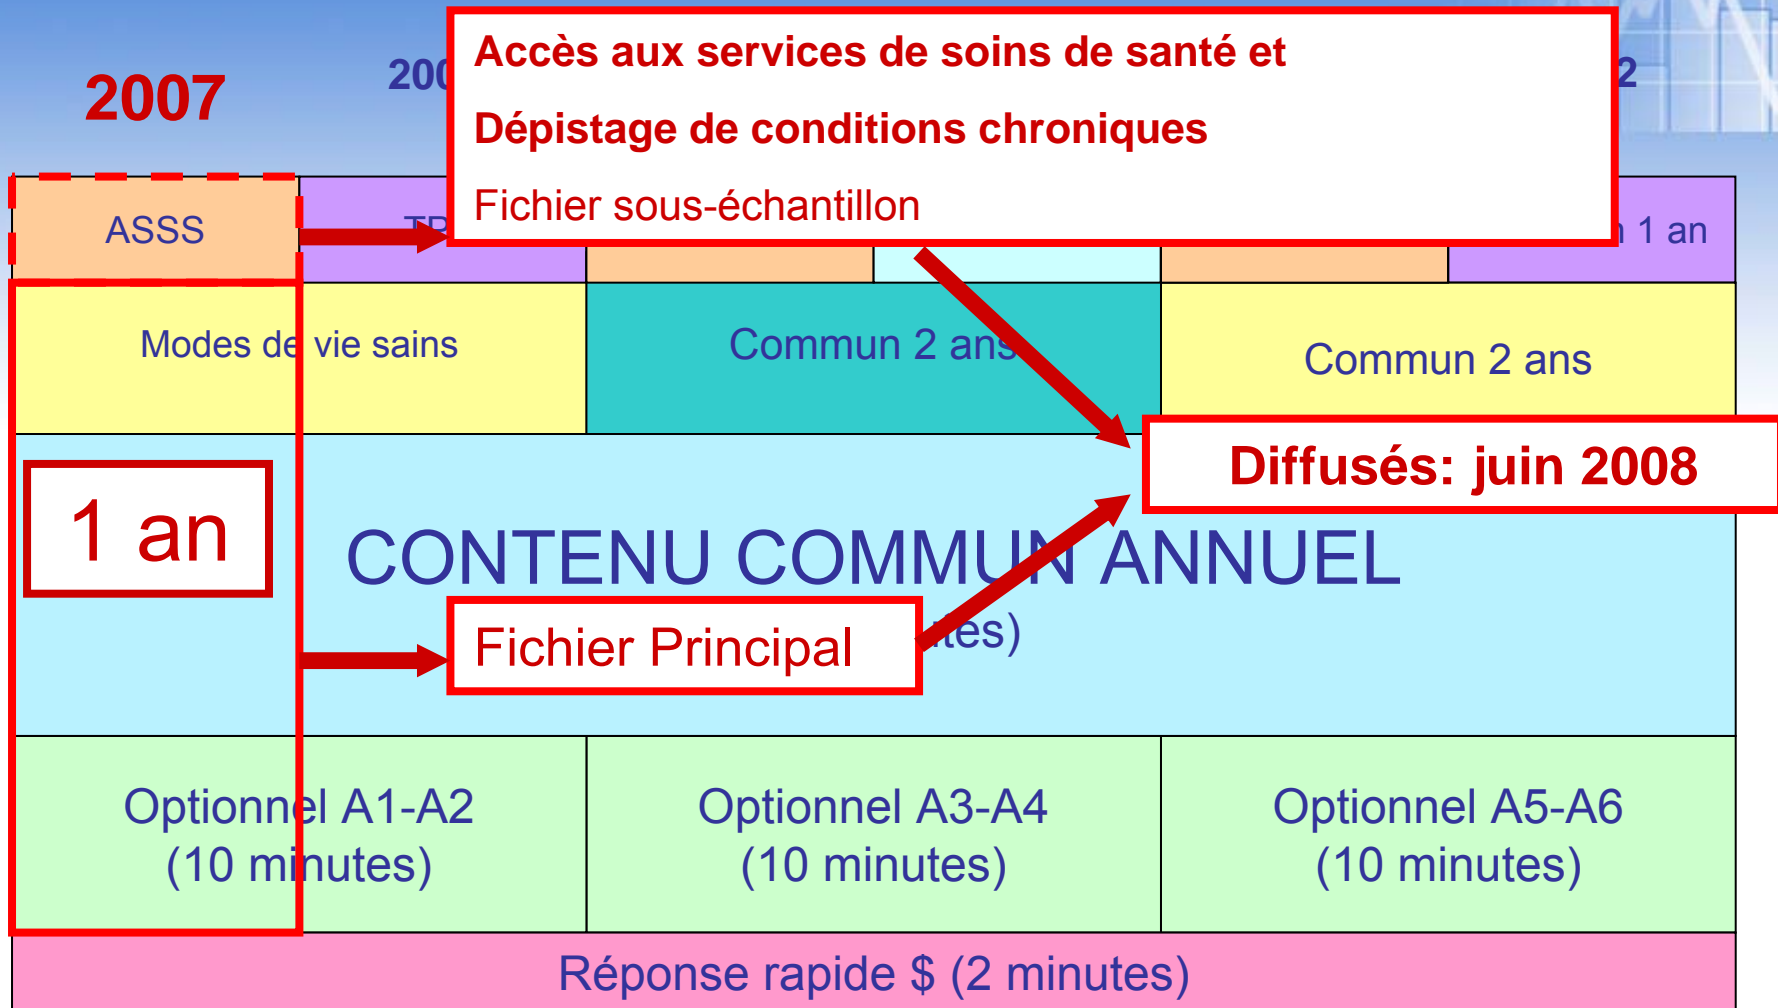 2007
Accès aux services de soins de santé et
Dépistage de conditions chroniques
Fichier sous-échantillon
ASSS
1 an
Modes de vie sains
Commun 2 ans
Commun 2 ans
Diffusés: juin 2008
1 an
CONTENU COMMUN ANNUEL
Fichier Principal
Optionnel A1-A2
(10 minutes)
Optionnel A3-A4
(10 minutes)
Optionnel A5-A6
(10 minutes)
Réponse rapide $ (2 minutes)